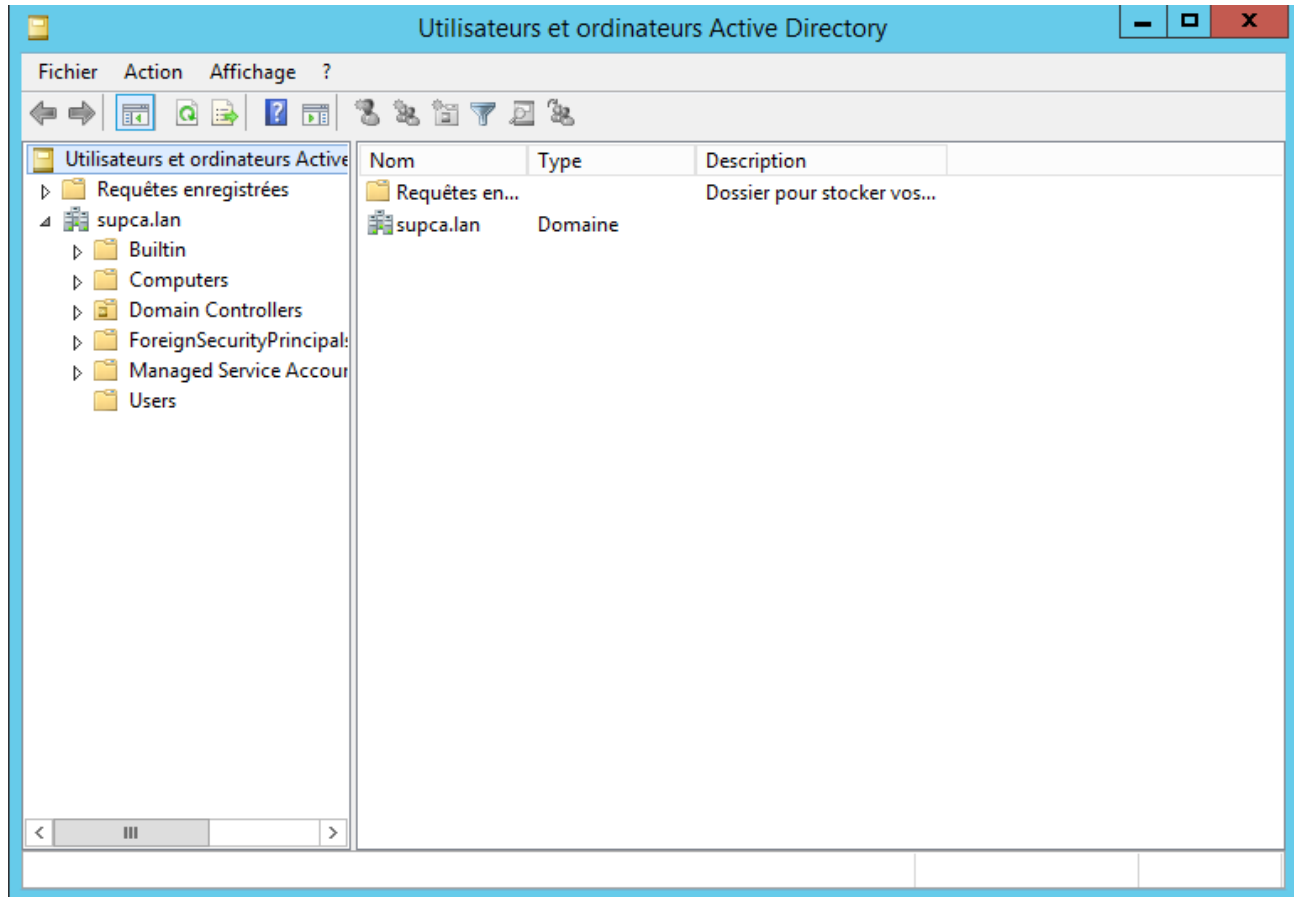 Utilisateurs et ordinateurs Active Directory
Fichier Action Affichage ?
Utilisateurs et ordinateurs Active
Requêtes enregistrées
supca.lan
Builtin
Computers
Domain Controllers
ForeignSecurityPrincipals
Managed Service Accour
Users
Nom Type Description
Requêtes en... Dossier pour stocker vos...
supca.lan Domaine